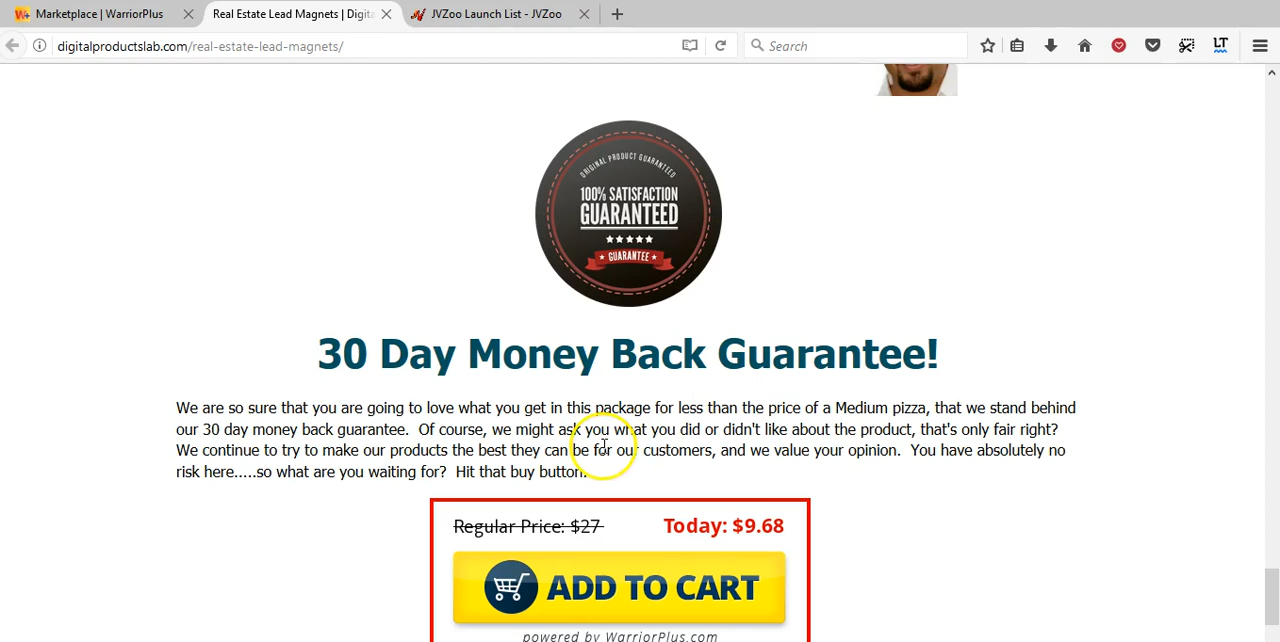 Marketplace | WarriorPlus
Real Estate Lead Magnets | Digita
JVZoo Launch List - JVZoo
digitalproductslab.com/real-estate-lead-magnets/
Search
LT
ORIGINAL PRODUCT GUARANTEED
100% SATISFACTION
GUARANTEED
GUARANTEE
30 Day Money Back Guarantee!
We are so sure that you are going to love what you get in this package for less than the price of a Medium pizza, that we stand behind
our 30 day money back guarantee. Of course, we might ask you what you did or didn't like about the product, that's only fair right?
We continue to try to make our products the best they can be for our customers, and we value your opinion. You have absolutely no
risk here.....so what are you waiting for? Hit that buy button.
Regular Price: $27
Today: $9.68
ADD TO CART
powered by WarriorPlus.com